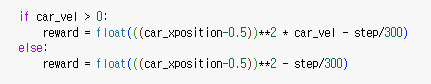 if car_vel > 0:
    reward = float(((car_xposition-0.5))**2 * car_vel - step/300)
else:
    reward = float(((car_xposition-0.5))**2 - step/300)